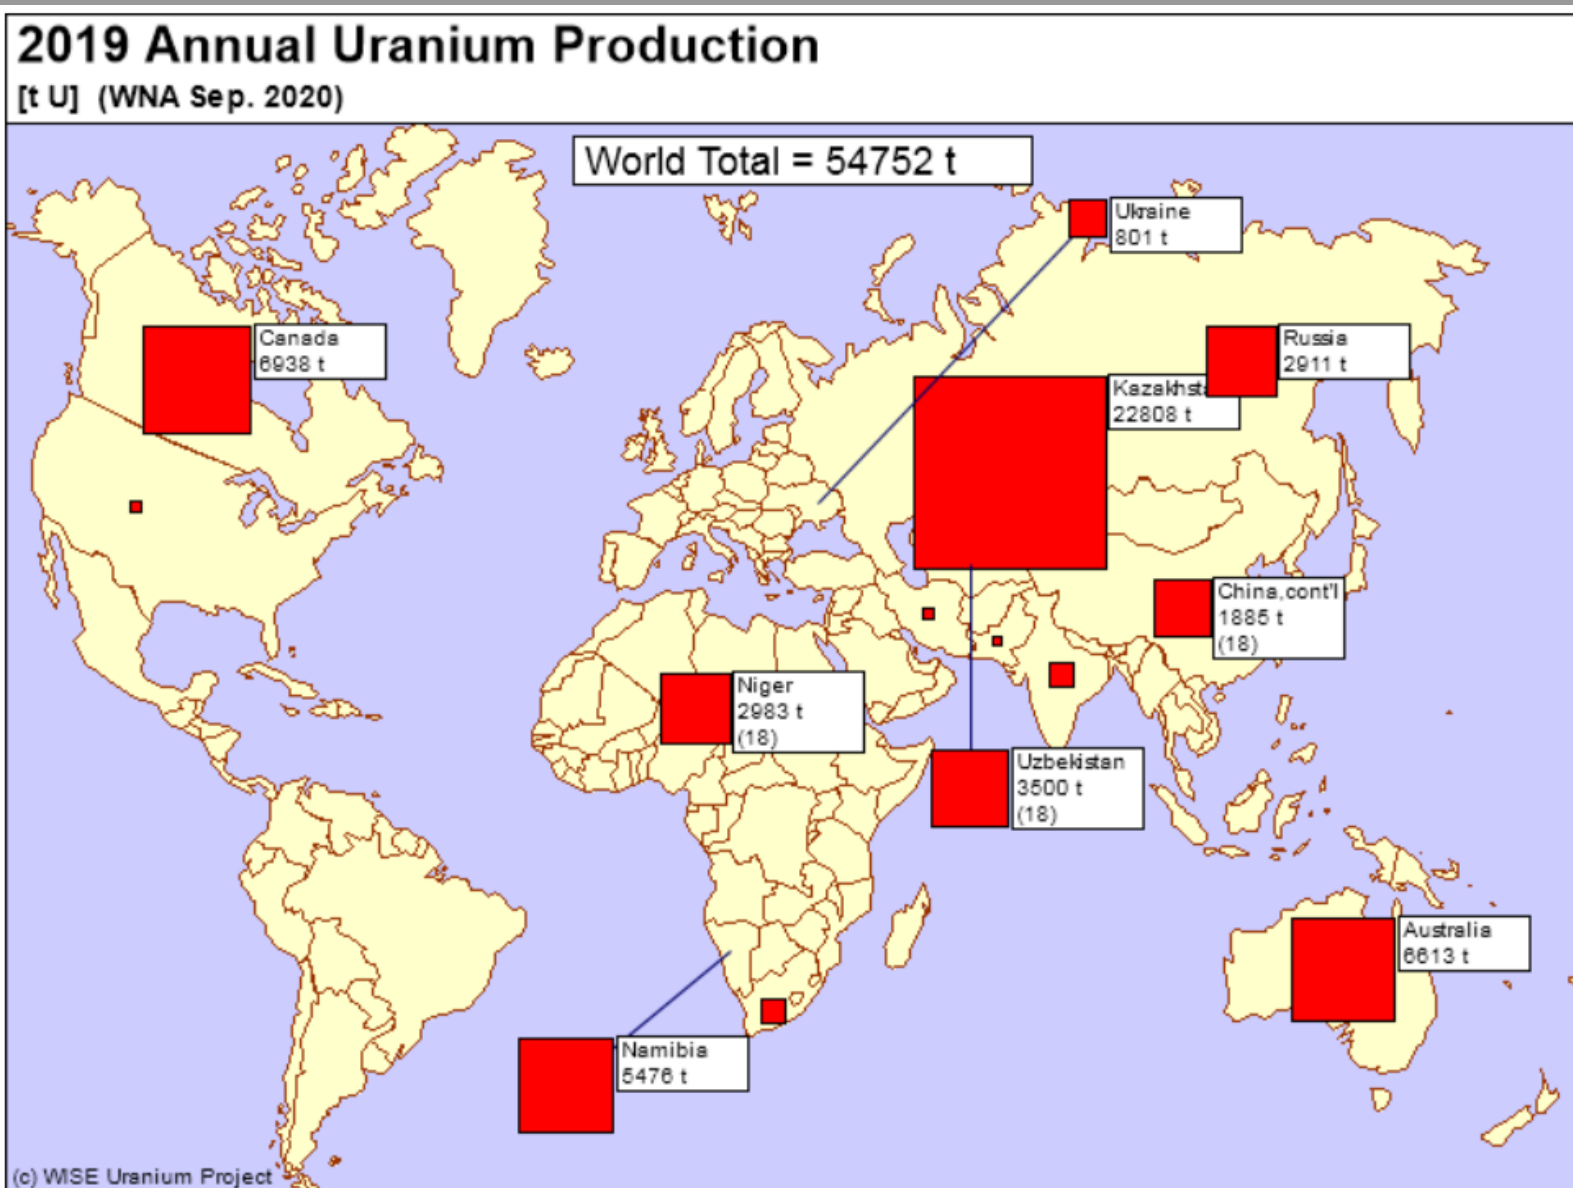 2019 Annual Uranium Production
[t U] (WNA Sep. 2020)
World Total = 54752 t
Ukraine
801 t
Canada
6938 t
Russia
2911 t
Kazakhst
22808 t
China,cont'l
1885 t
(18)
Niger
2983 t
(18)
Uzbekistan
3500 t
(18)
Australia
6613 t
Namibia
5476 t
(c) WISE Uranium Project